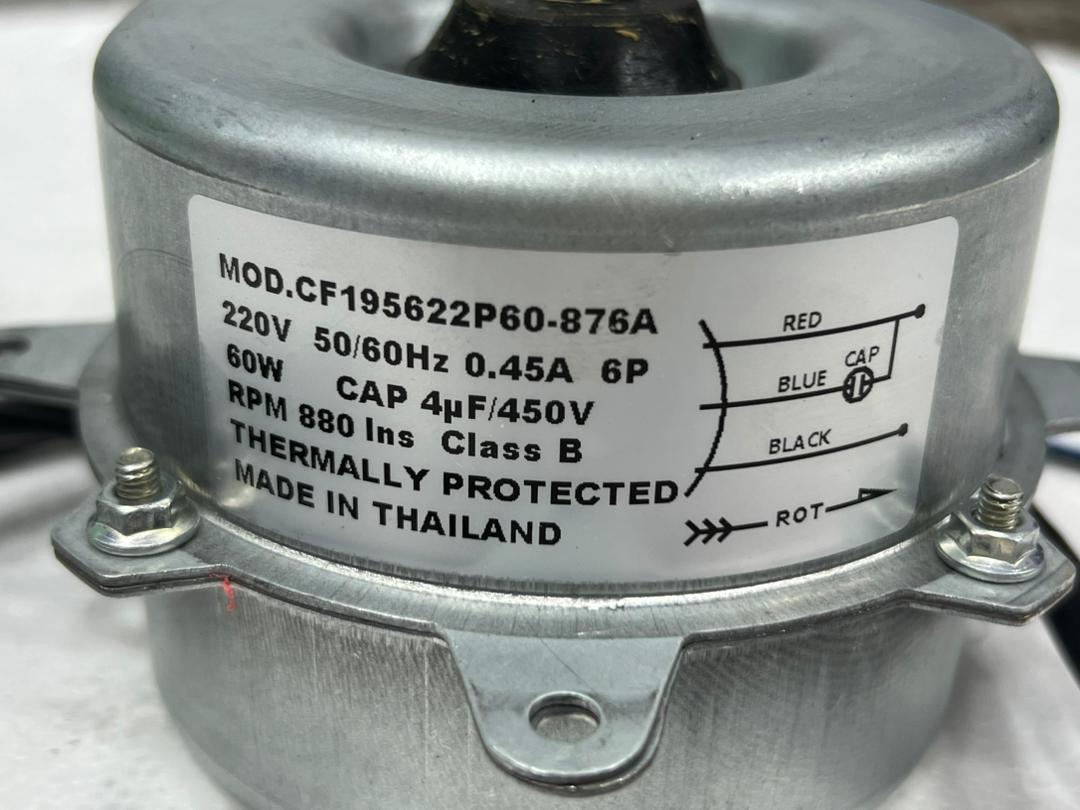 MOD.CF195622P60-876A
220V 50/60Hz 0.45A 6P
60W CAP 4µF/450V
RPM 880 Ins Class B
THERMALLY PROTECTED
MADE IN THAILAND
RED
CAP
BLUE
BLACK
ROT